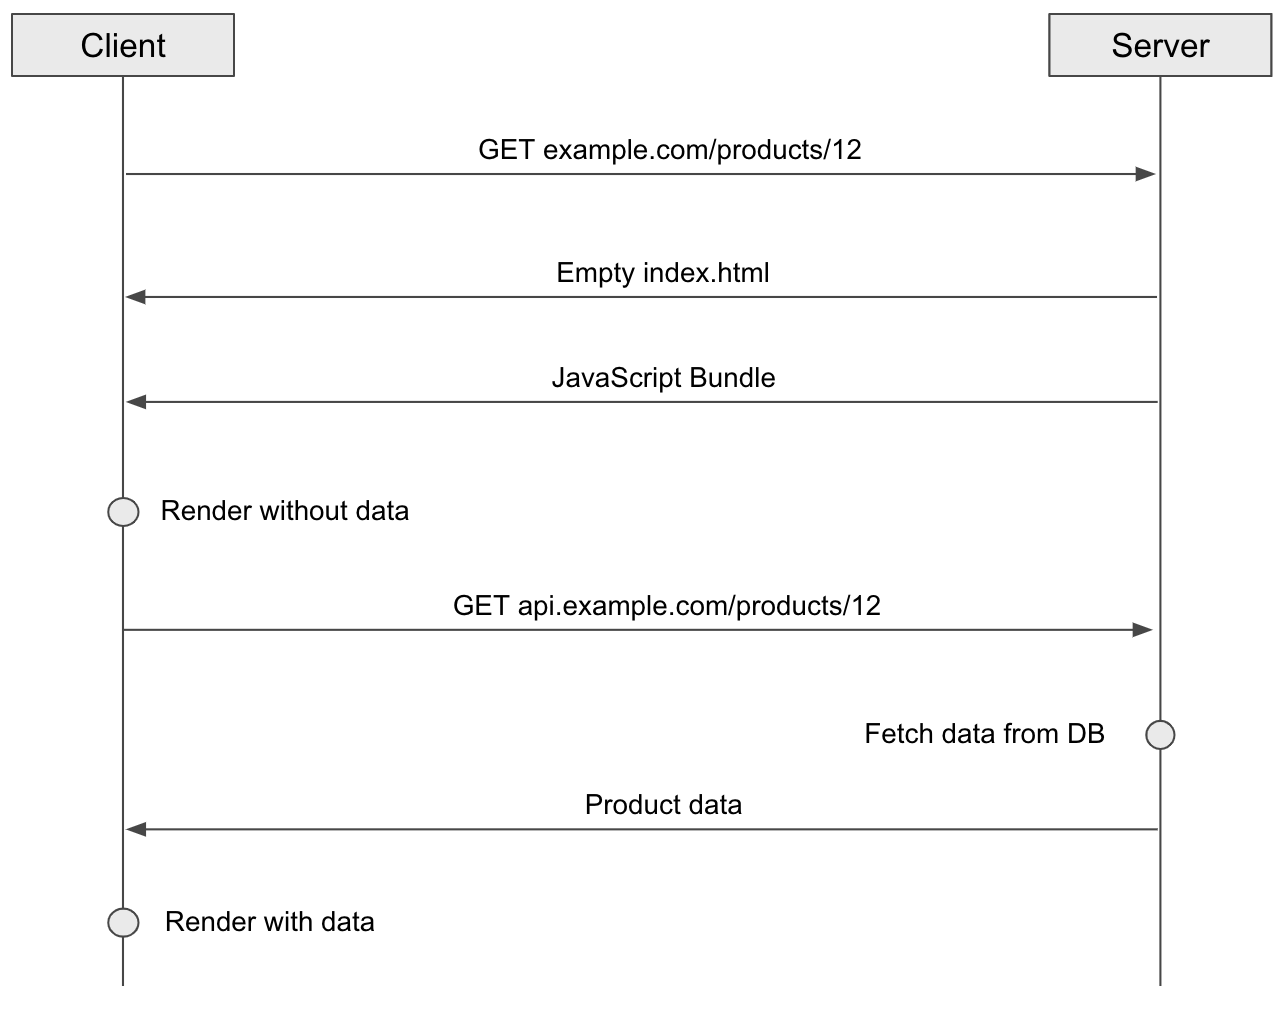 Client
Server
GET example.com/products/12
Empty index.html
JavaScript Bundle
Render without data
GET api.example.com/products/12
Fetch data from DB
Product data
Render with data